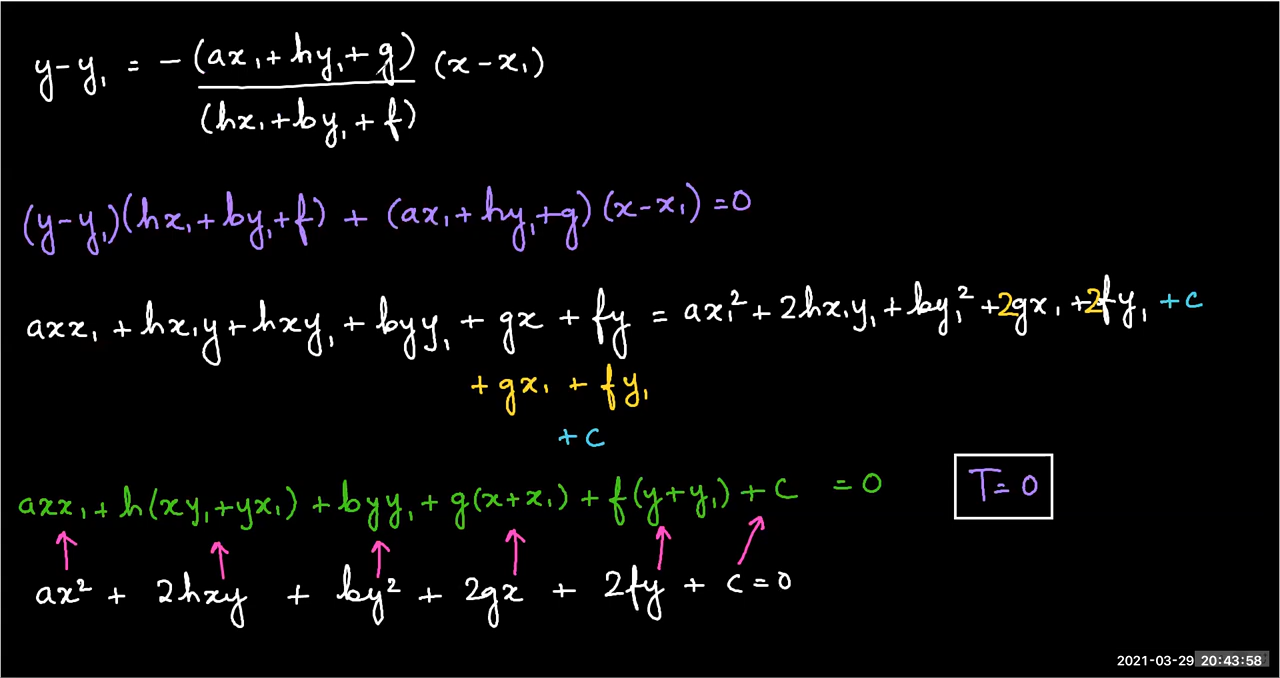 y-y₁ = -(ax₁+hy₁+g)/(hx₁+by₁+f) (x-x₁)
(y-y₁)(hx₁+by₁+f) + (ax₁+hy₁+g)(x-x₁)=0
axx₁ + hx₁y + hxy₁ + byy₁ + gx + fy = ax₁² + 2hx₁y₁ + by₁² + 2gx₁ + 2fy₁ + c
+ gx₁ + fy₁
+ c
axx₁ + h(xy₁+yx₁) + byy₁ + g(x+x₁) + f(y+y₁) + c = 0
T=0
ax² + 2hxy + by² + 2gx + 2fy + c=0
2021-03-29 20:43:58